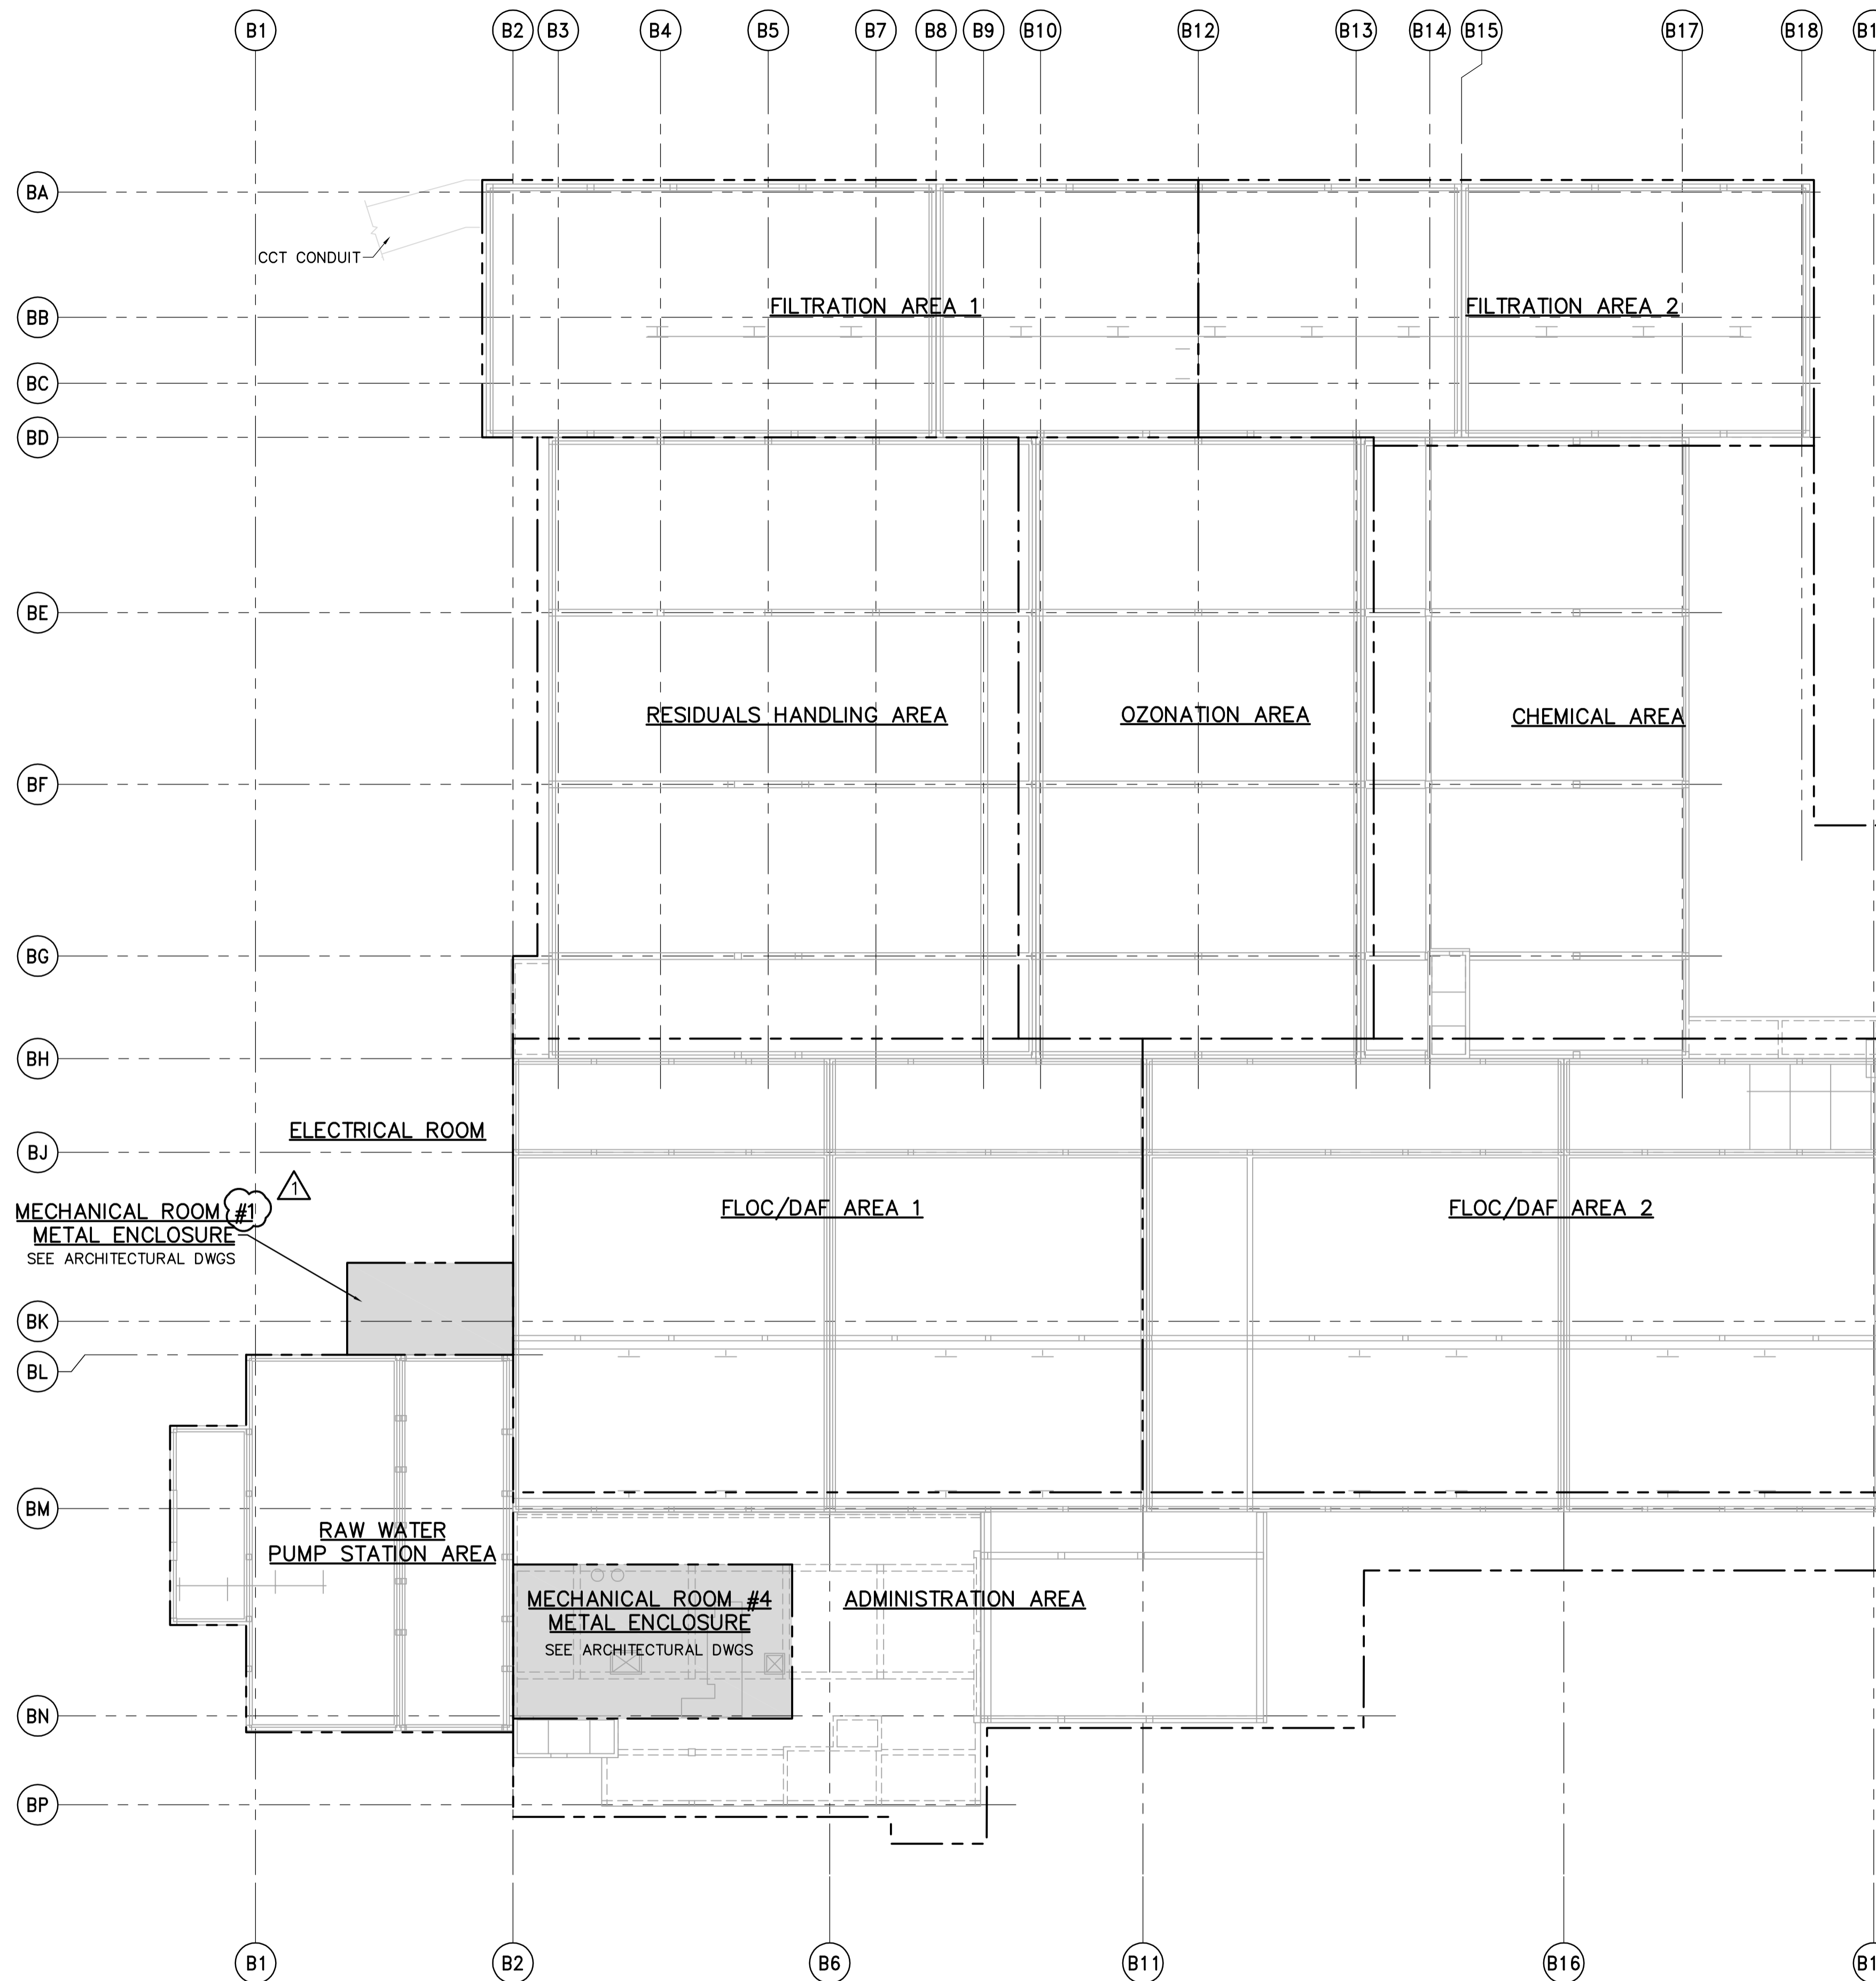 B1
B2
B3
B4
B5
B7
B8
B9
B10
B12
B13
B14
B15
B17
B18
BA
CCT CONDUIT
BB
FILTRATION AREA 1
FILTRATION AREA 2
BC
BD
BE
RESIDUALS HANDLING AREA
OZONATION AREA
CHEMICAL AREA
BF
BG
BH
ELECTRICAL ROOM
BJ
1
MECHANICAL ROOM #1
METAL ENCLOSURE
SEE ARCHITECTURAL DWGS
FLOC/DAF AREA 1
FLOC/DAF AREA 2
BK
BL
BM
RAW WATER
PUMP STATION AREA
MECHANICAL ROOM #4
METAL ENCLOSURE
SEE ARCHITECTURAL DWGS
ADMINISTRATION AREA
BN
BP
B1
B2
B6
B11
B16